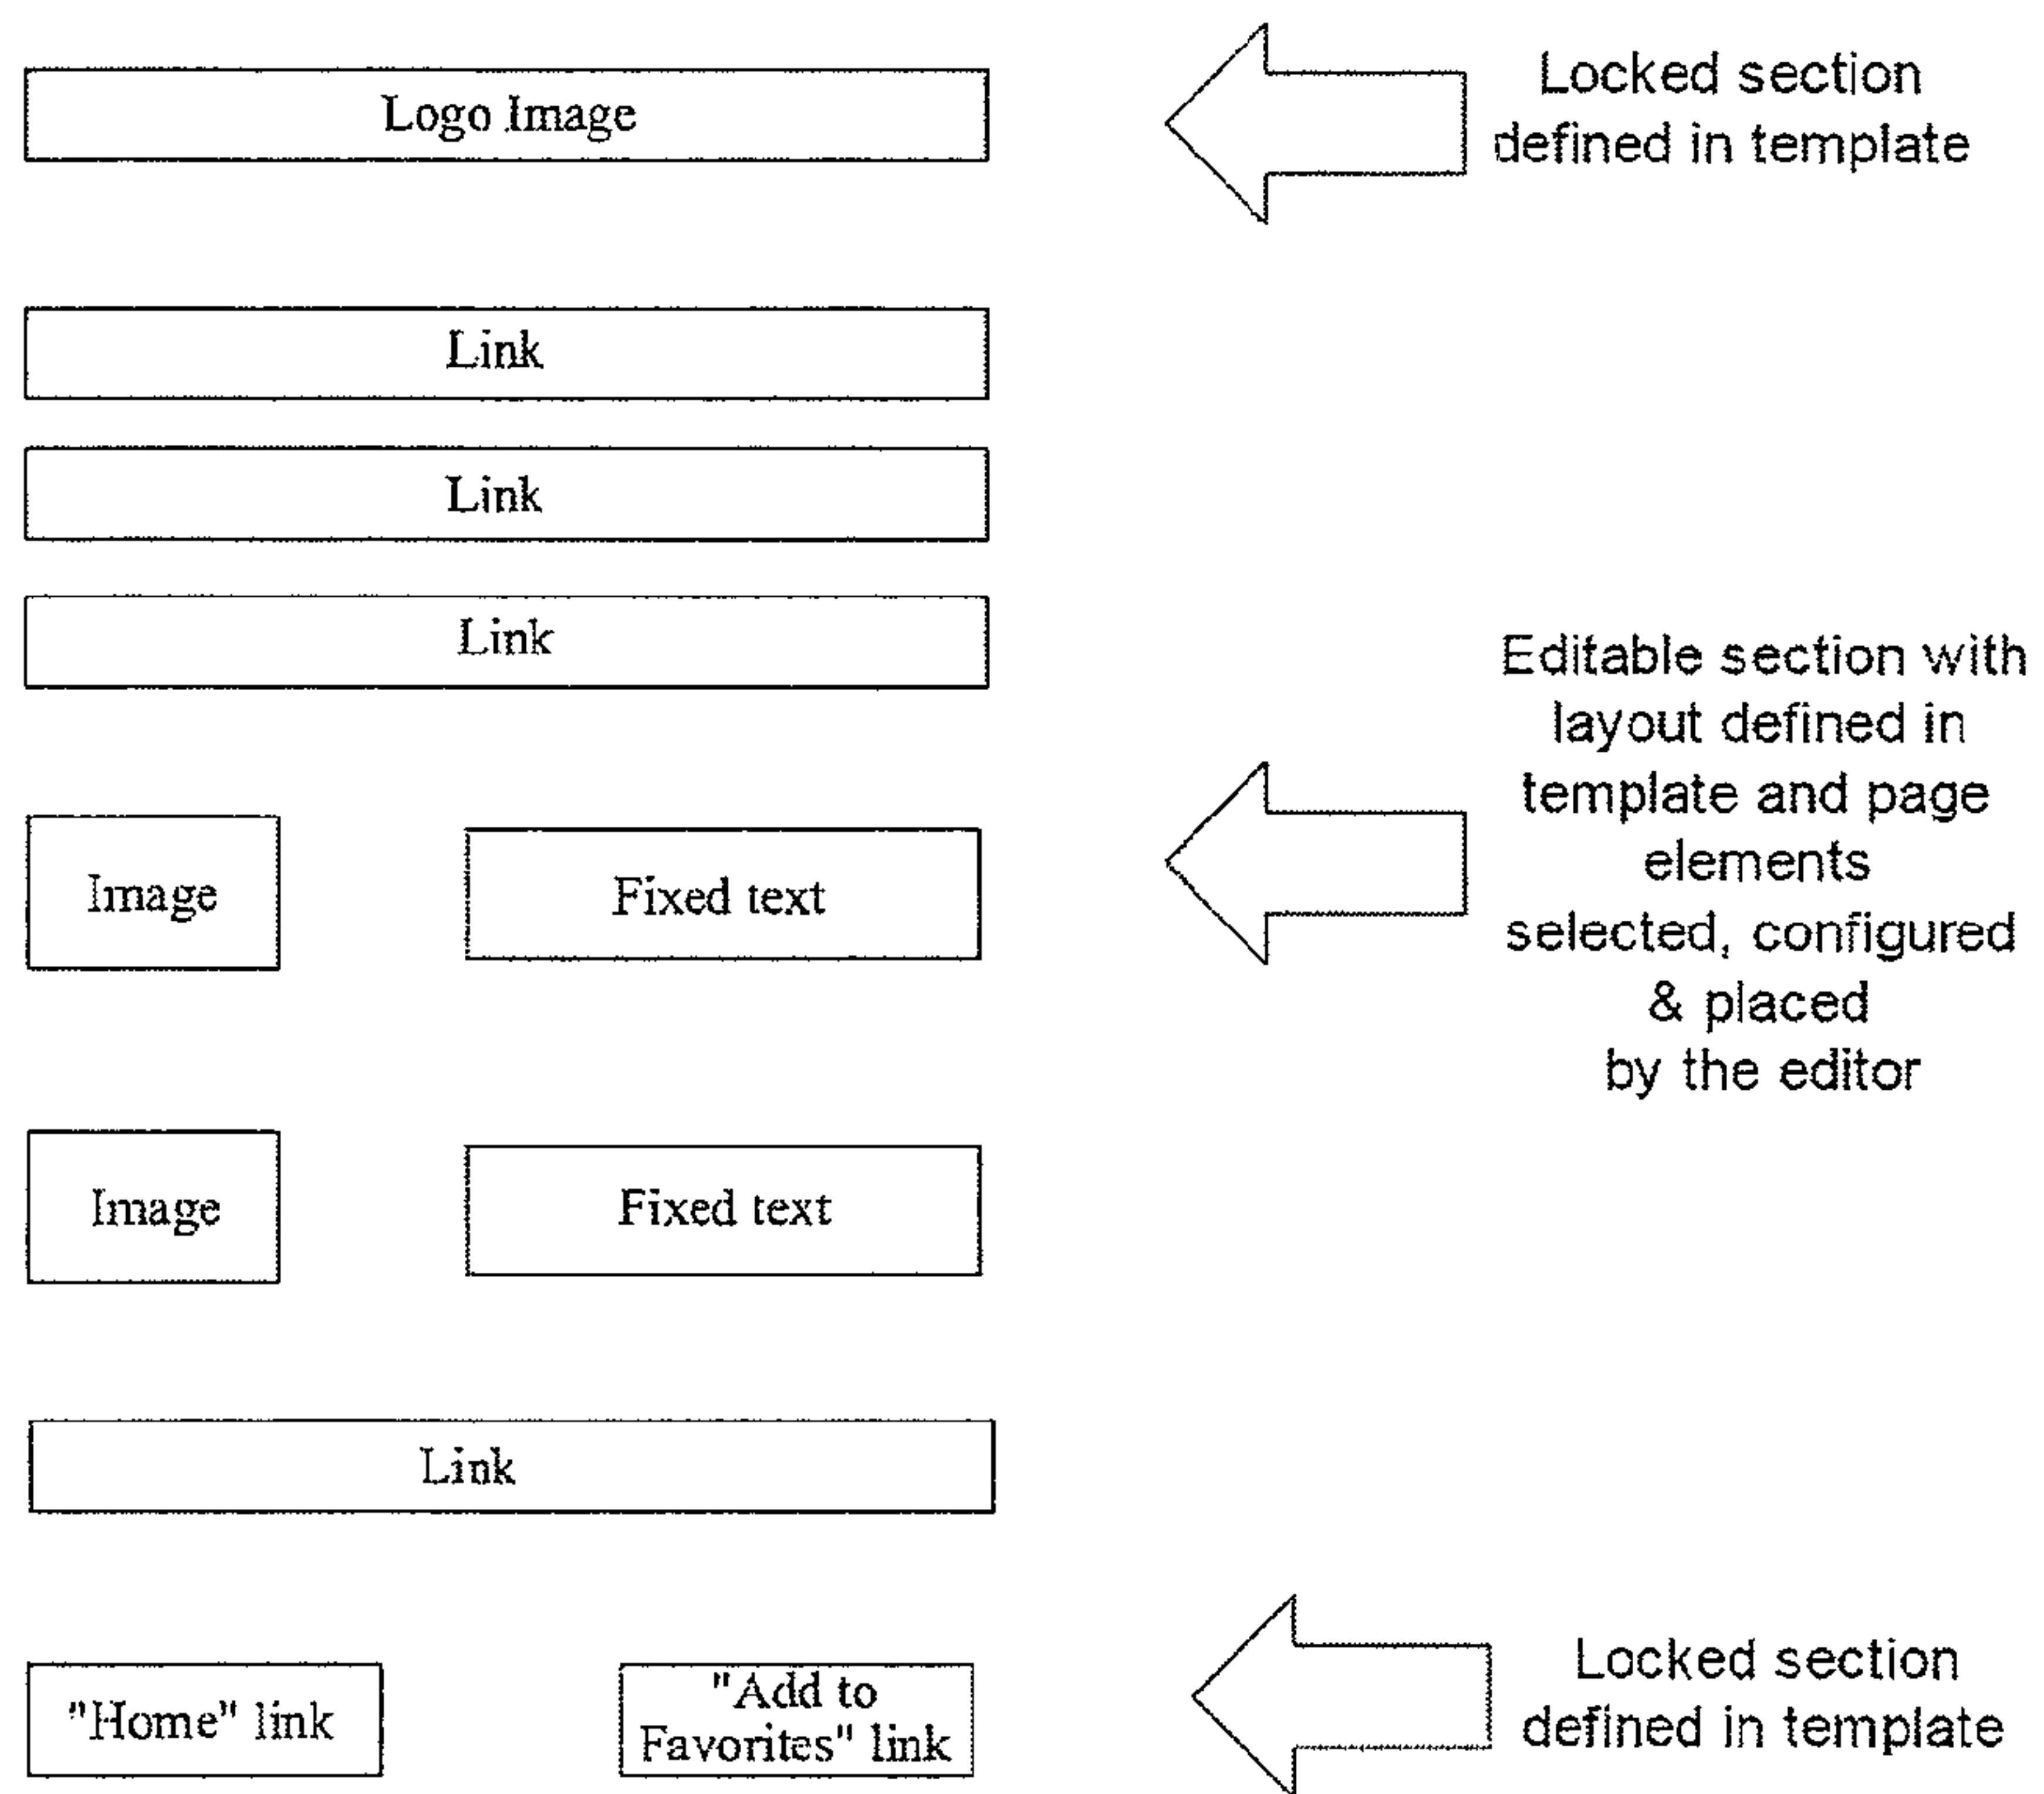 Logo Image
Locked section
defined in template
Link
Link
Link
Editable section with
layout defined in
template and page
elements
selected, configured
& placed
by the editor
Image
Fixed text
Image
Fixed text
Link
"Home" link
"Add to
Favorites" link
Locked section
defined in template